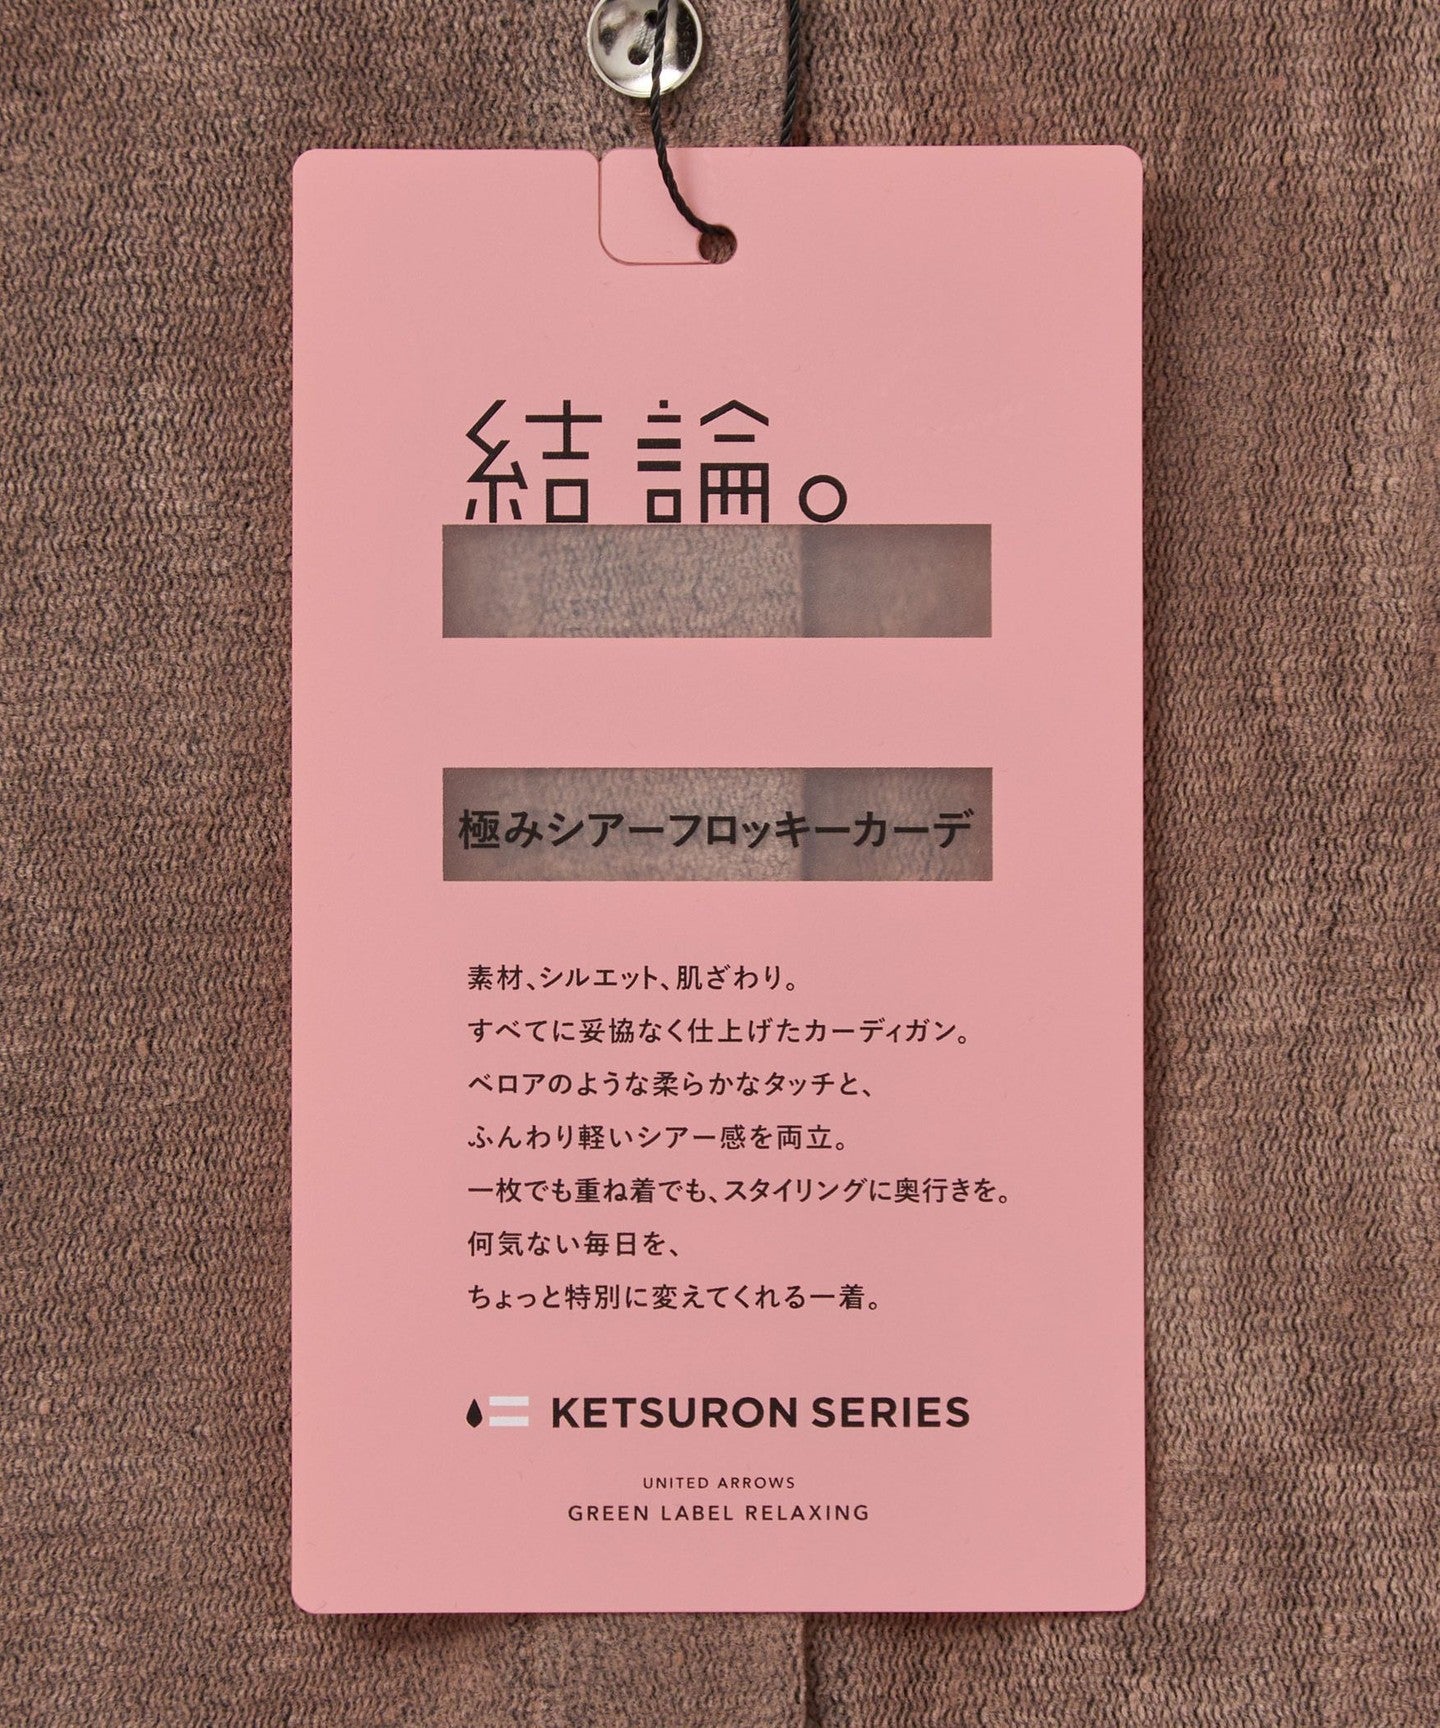 結論。
極みシアーフロッキーカーデ
素材、シルエット、肌ざわり。
すべてに妥協なく仕上げたカーディガン。
ベロアのような柔らかなタッチと、
ふんわり軽いシアー感を両立。
一枚でも重ね着でも、スタイリングに奥行きを。
何気ない毎日を、
ちょっと特別に変えてくれる一着。
KETSURON SERIES
UNITED ARROWS
GREEN LABEL RELAXING